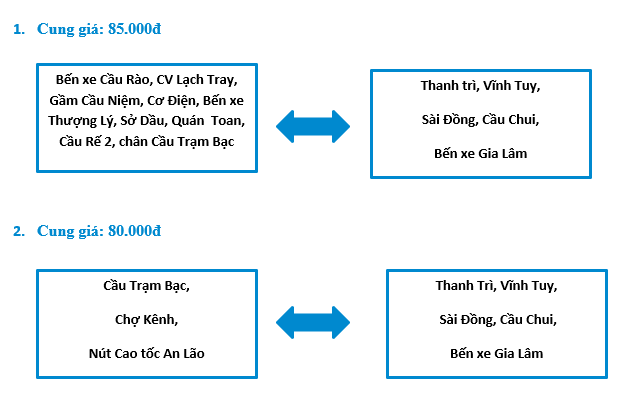 1. Cung giá: 85.000đ
Bến xe Cầu Rào, CV Lạch Tray,
Gầm Cầu Niệm, Cơ Điện, Bến xe
Thượng Lý, Sở Dầu, Quán Toan,
Cầu Rế 2, chân Cầu Trạm Bạc
Thanh trì, Vĩnh Tuy,
Sài Đồng, Cầu Chui,
Bến xe Gia Lâm
2. Cung giá: 80.000đ
Cầu Trạm Bạc,
Chợ Kênh,
Nút Cao tốc An Lão
Thanh Trì, Vĩnh Tuy,
Sài Đồng, Cầu Chui,
Bến xe Gia Lâm